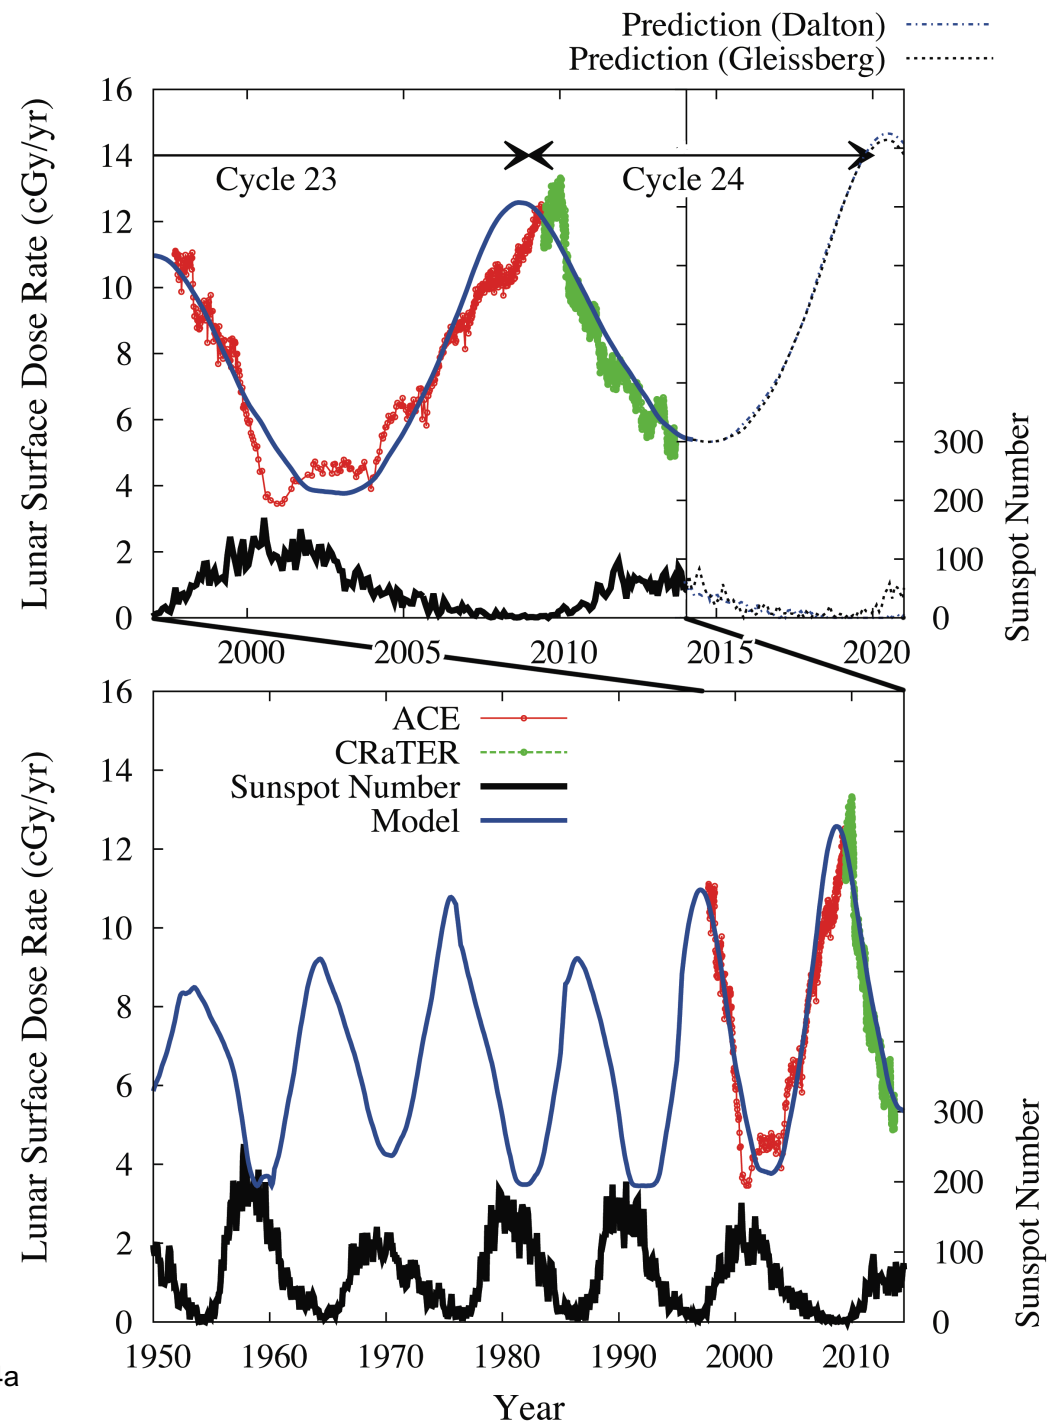 Prediction (Dalton)
Prediction (Gleissberg)
Lunar Surface Dose Rate (cGy/yr)
16
14
12
10
8
6
4
2
0
Cycle 23
Cycle 24
300
200
100
0
Sunspot Number
2000
2005
2010
2015
2020
ACE
CRaTER
Sunspot Number
Model
Lunar Surface Dose Rate (cGy/yr)
16
14
12
10
8
6
4
2
0
300
200
100
0
Sunspot Number
1950
1960
1970
1980
1990
2000
2010
-a
Year